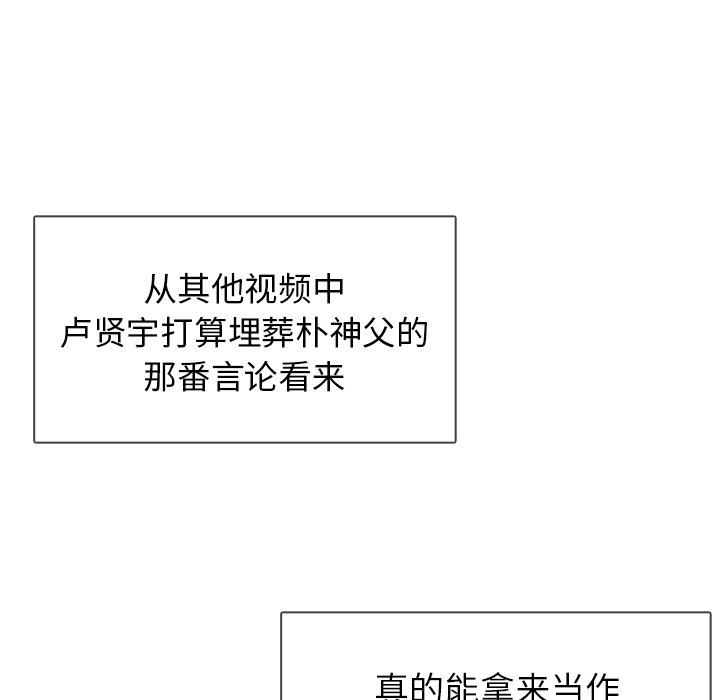 从其他视频中
卢贤宇打算埋葬朴神父的
那番言论看来
真的能拿来当作